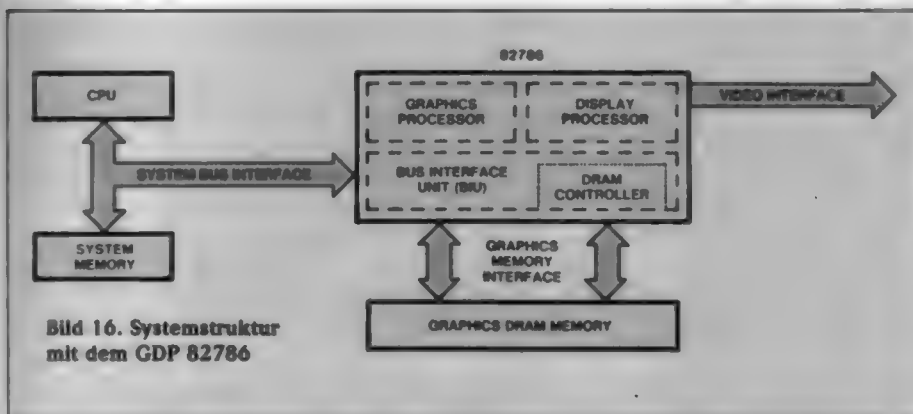 82786
CPU
GRAPHICS
PROCESSOR
DISPLAY
PROCESSOR
VIDEO INTERFACE
SYSTEM BUS INTERFACE
BUS INTERFACE
UNIT (BIU)
DRAM
CONTROLLER
SYSTEM
MEMORY
GRAPHICS
MEMORY
INTERFACE
GRAPHICS DRAM MEMORY
Bild 16. Systemstruktur
mit dem GDP 82786